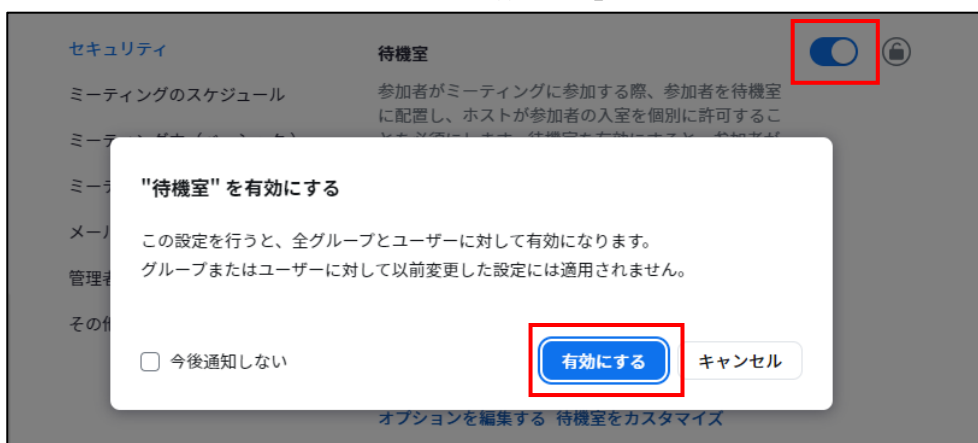 セキュリティ
待機室
ミーティングのスケジュール
参加者がミーティングに参加する際、参加者を待機室
に配置し、ホストが参加者の入室を個別に許可するこ
"待機室" を有効にする
この設定を行うと、全グループとユーザーに対して有効になります。
グループまたはユーザーに対して以前変更した設定には適用されません。
メール
管理者
その他
今後通知しない
有効にする
キャンセル
オプションを編集する 待機室をカスタマイズ